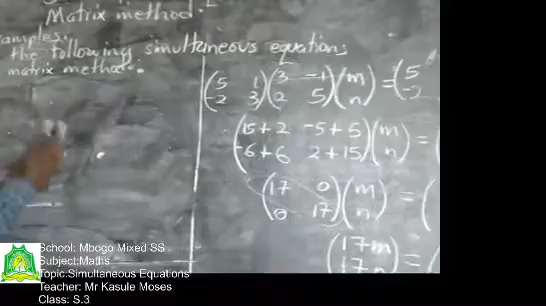 Matrix method.
the following simultaneous equations
matrix method.
(5 1 / -2 3)(3 -1 / 2 5)(m / n) = (5
(15+2 -5+5 / -6+6 2+15)(m / n) = (
(17 0 / 0 17)(m / n) = (
(17m / 17n) = (
School: Mbogo Mixed SS
Subject:Maths
Topic:Simultaneous Equations
Teacher: Mr Kasule Moses
Class: S.3